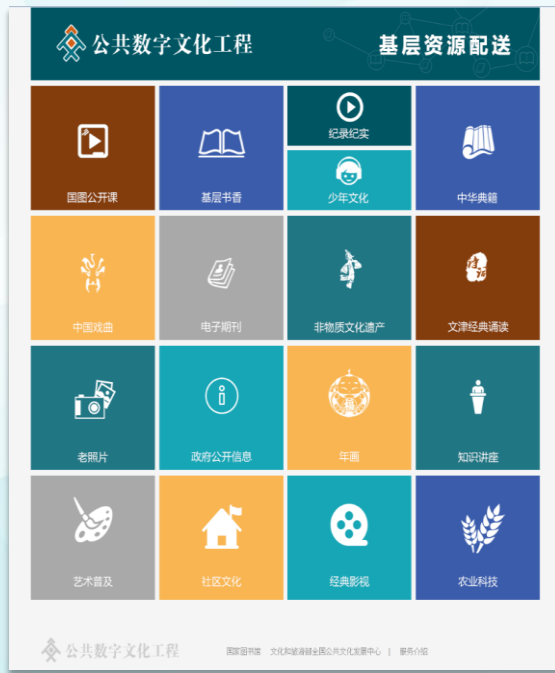 公共数字文化工程
基层资源配送
国图公开课
基层书香
纪录纪实
少年文化
中华典籍
中国戏曲
电子期刊
非物质文化遗产
文津经典诵读
老照片
政府公开信息
年画
知识讲座
艺术普及
社区文化
经典影视
农业科技
公共数字文化工程
国家图书馆 文化和旅游部全国公共文化发展中心 | 服务介绍